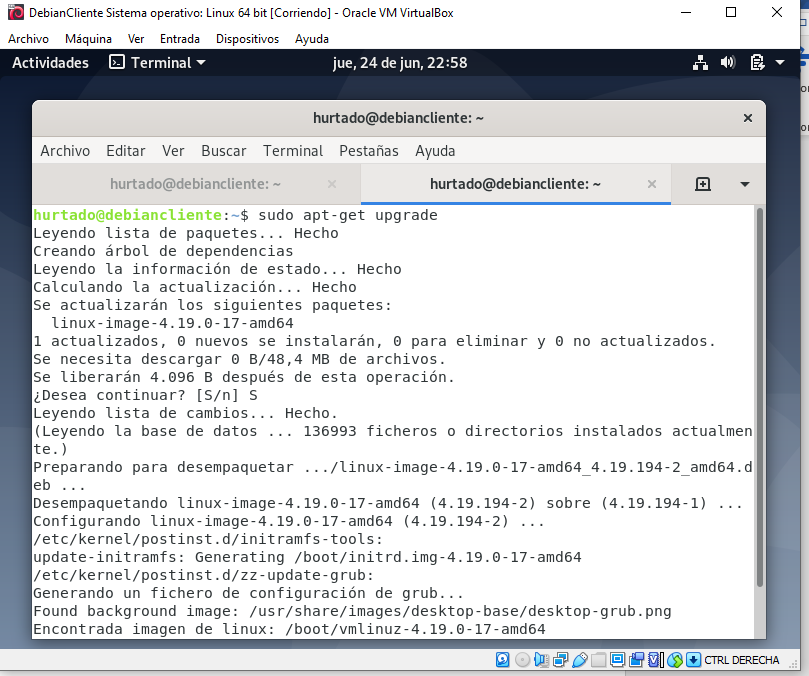 DebianCliente Sistema operativo: Linux 64 bit [Corriendo] - Oracle VM VirtualBox
Archivo Máquina Ver Entrada Dispositivos Ayuda
Actividades Terminal jue, 24 de jun, 22:58
hurtado@debiancliente: ~
Archivo Editar Ver Buscar Terminal Pestañas Ayuda
hurtado@debiancliente: ~ hurtado@debiancliente: ~
hurtado@debiancliente:~$ sudo apt-get upgrade
Leyendo lista de paquetes... Hecho
Creando árbol de dependencias
Leyendo la información de estado... Hecho
Calculando la actualización... Hecho
Se actualizarán los siguientes paquetes:
  linux-image-4.19.0-17-amd64
1 actualizados, 0 nuevos se instalarán, 0 para eliminar y 0 no actualizados.
Se necesita descargar 0 B/48,4 MB de archivos.
Se liberarán 4.096 B después de esta operación.
¿Desea continuar? [S/n] S
Leyendo lista de cambios... Hecho.
(Leyendo la base de datos ... 136993 ficheros o directorios instalados actualmen
te.)
Preparando para desempaquetar .../linux-image-4.19.0-17-amd64_4.19.194-2_amd64.d
eb ...
Desempaquetando linux-image-4.19.0-17-amd64 (4.19.194-2) sobre (4.19.194-1) ...
Configurando linux-image-4.19.0-17-amd64 (4.19.194-2) ...
/etc/kernel/postinst.d/initramfs-tools:
update-initramfs: Generating /boot/initrd.img-4.19.0-17-amd64
/etc/kernel/postinst.d/zz-update-grub:
Generando un fichero de configuración de grub...
Found background image: /usr/share/images/desktop-base/desktop-grub.png
Encontrada imagen de linux: /boot/vmlinuz-4.19.0-17-amd64
CTRL DERECHA